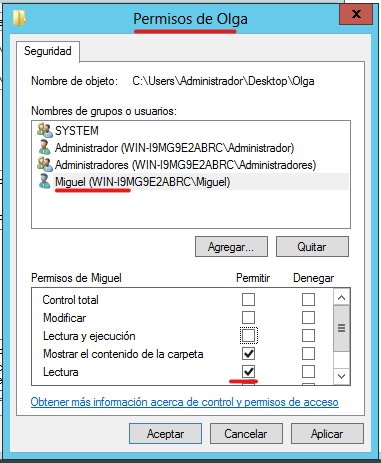 Permisos de Olga
x
Seguridad
Nombre de objeto: C:\Users\Administrador\Desktop\Olga
Nombres de grupos o usuarios:
SYSTEM
Administrador (WIN-I9MG9E2ABRC\Administrador)
Administradores (WIN-I9MG9E2ABRC\Administradores)
Miguel (WIN-I9MG9E2ABRC\Miguel)
Agregar... Quitar
Permisos de Miguel Permitir Denegar
Control total
Modificar
Lectura y ejecución
Mostrar el contenido de la carpeta
Lectura
Obtener más información acerca de control y permisos de acceso
Aceptar Cancelar Aplicar